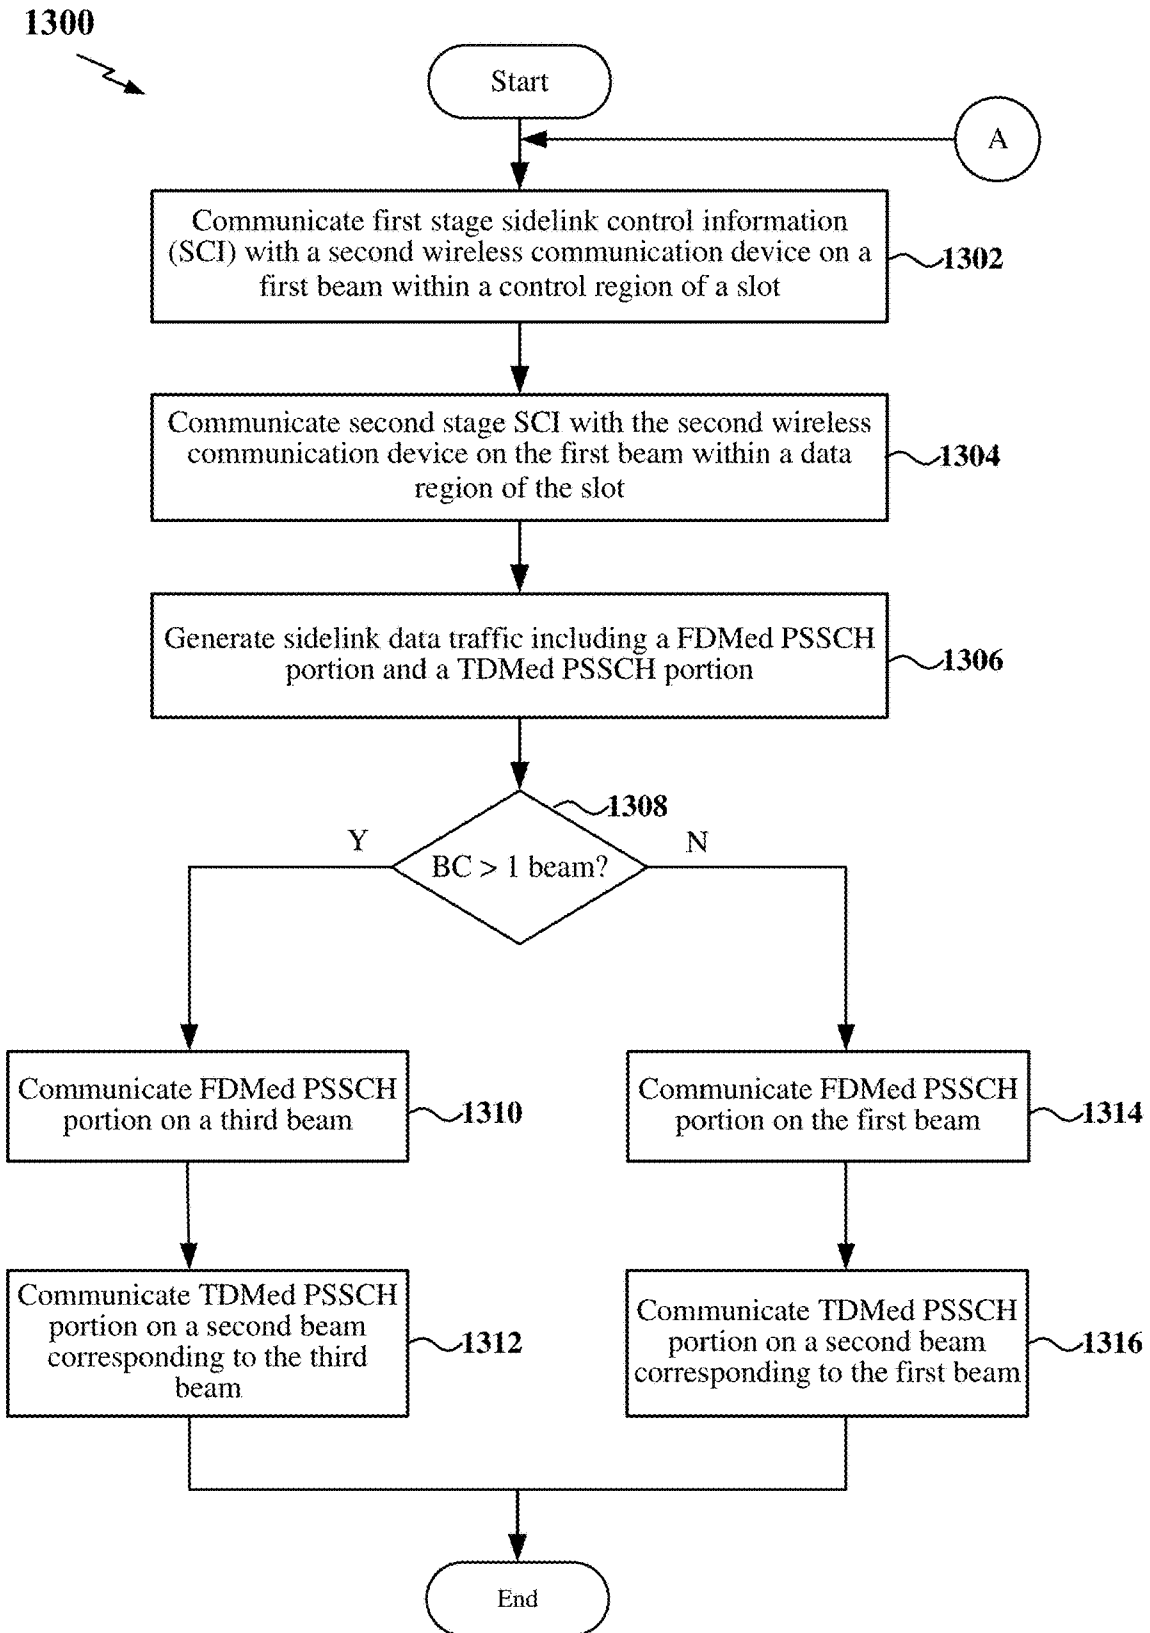 1300
Start
A
Communicate first stage sidelink control information
(SCI) with a second wireless communication device on a
first beam within a control region of a slot
1302
Communicate second stage SCI with the second wireless
communication device on the first beam within a data
region of the slot
1304
Generate sidelink data traffic including a FDMed PSSCH
portion and a TDMed PSSCH portion
1306
1308
Y
BC > 1 beam?
N
Communicate FDMed PSSCH
portion on a third beam
1310
Communicate FDMed PSSCH
portion on the first beam
1314
Communicate TDMed PSSCH
portion on a second beam
corresponding to the third
beam
1312
Communicate TDMed PSSCH
portion on a second beam
corresponding to the first beam
1316
End